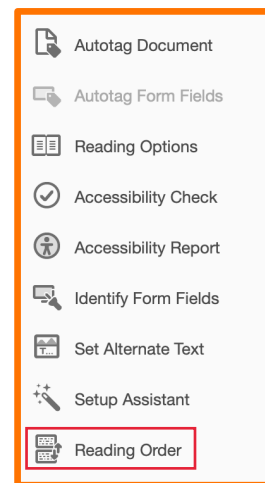 Autotag Document
Autotag Form Fields
Reading Options
Accessibility Check
Accessibility Report
Identify Form Fields
Set Alternate Text
Setup Assistant
Reading Order